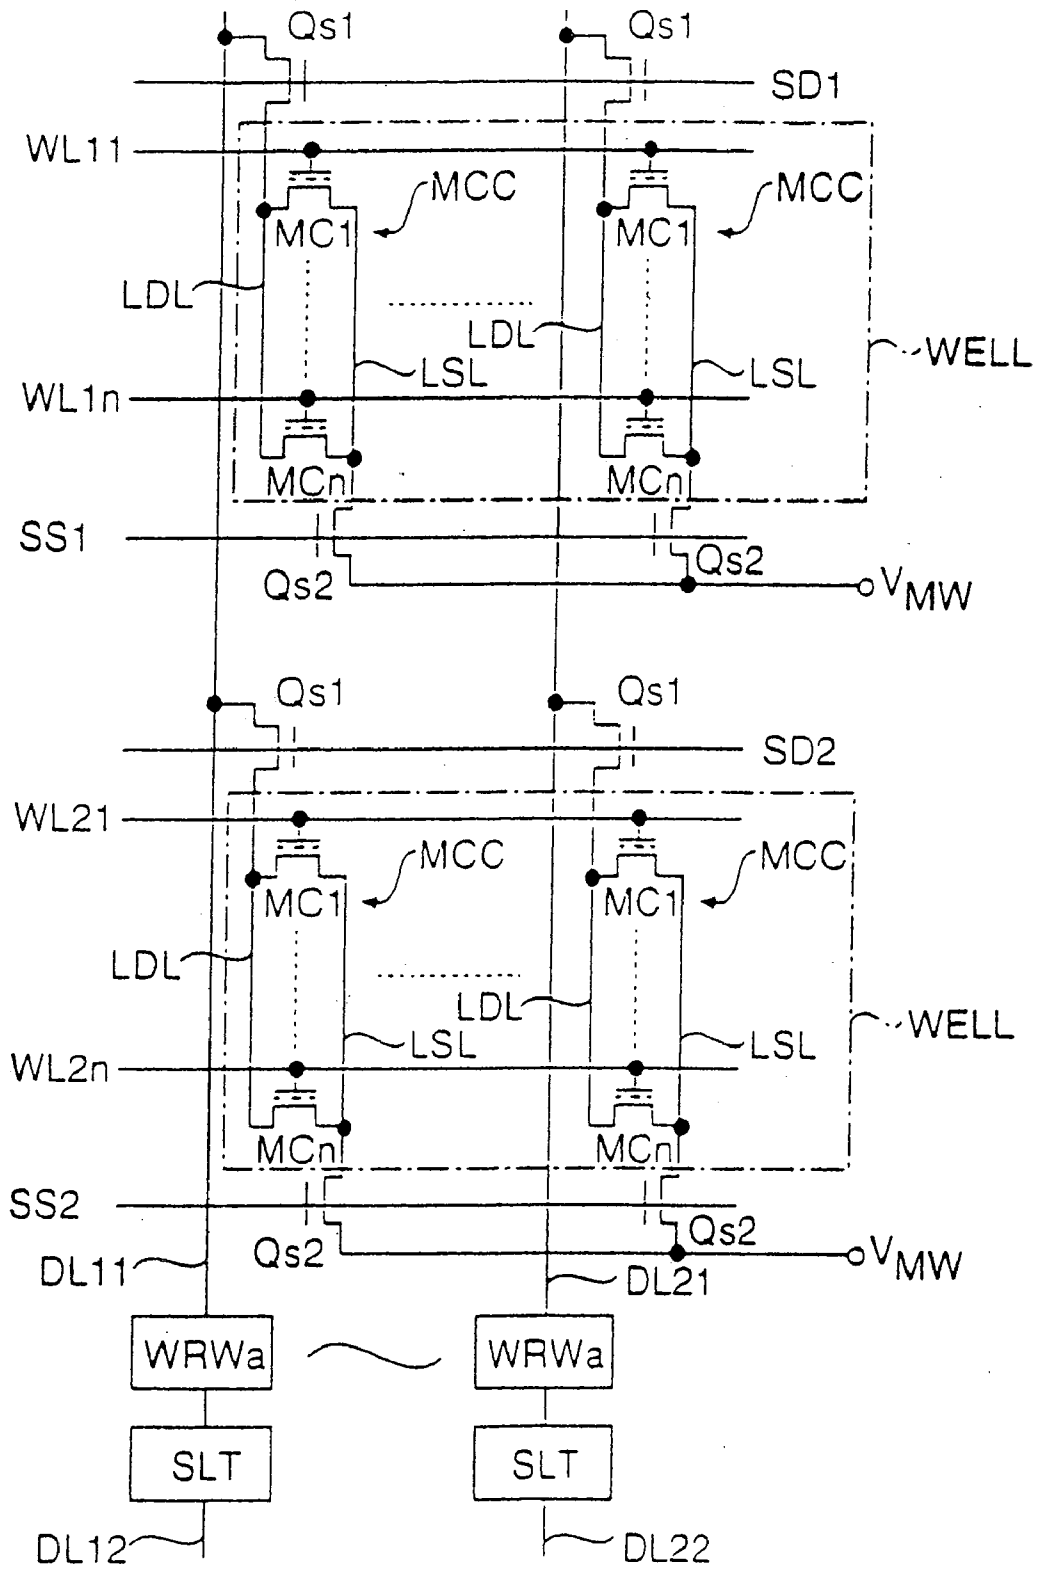 Qs1 Qs1
SD1
WL11
MCC MCC
MC1 MC1
LDL LDL
WELL
LSL LSL
WL1n
MCn MCn
SS1
Qs2 Qs2
VMW
Qs1 Qs1
SD2
WL21
MCC MCC
MC1 MC1
LDL LDL
WELL
LSL LSL
WL2n
MCn MCn
SS2
Qs2 Qs2
VMW
DL11 DL21
WRWa WRWa
SLT SLT
DL12 DL22